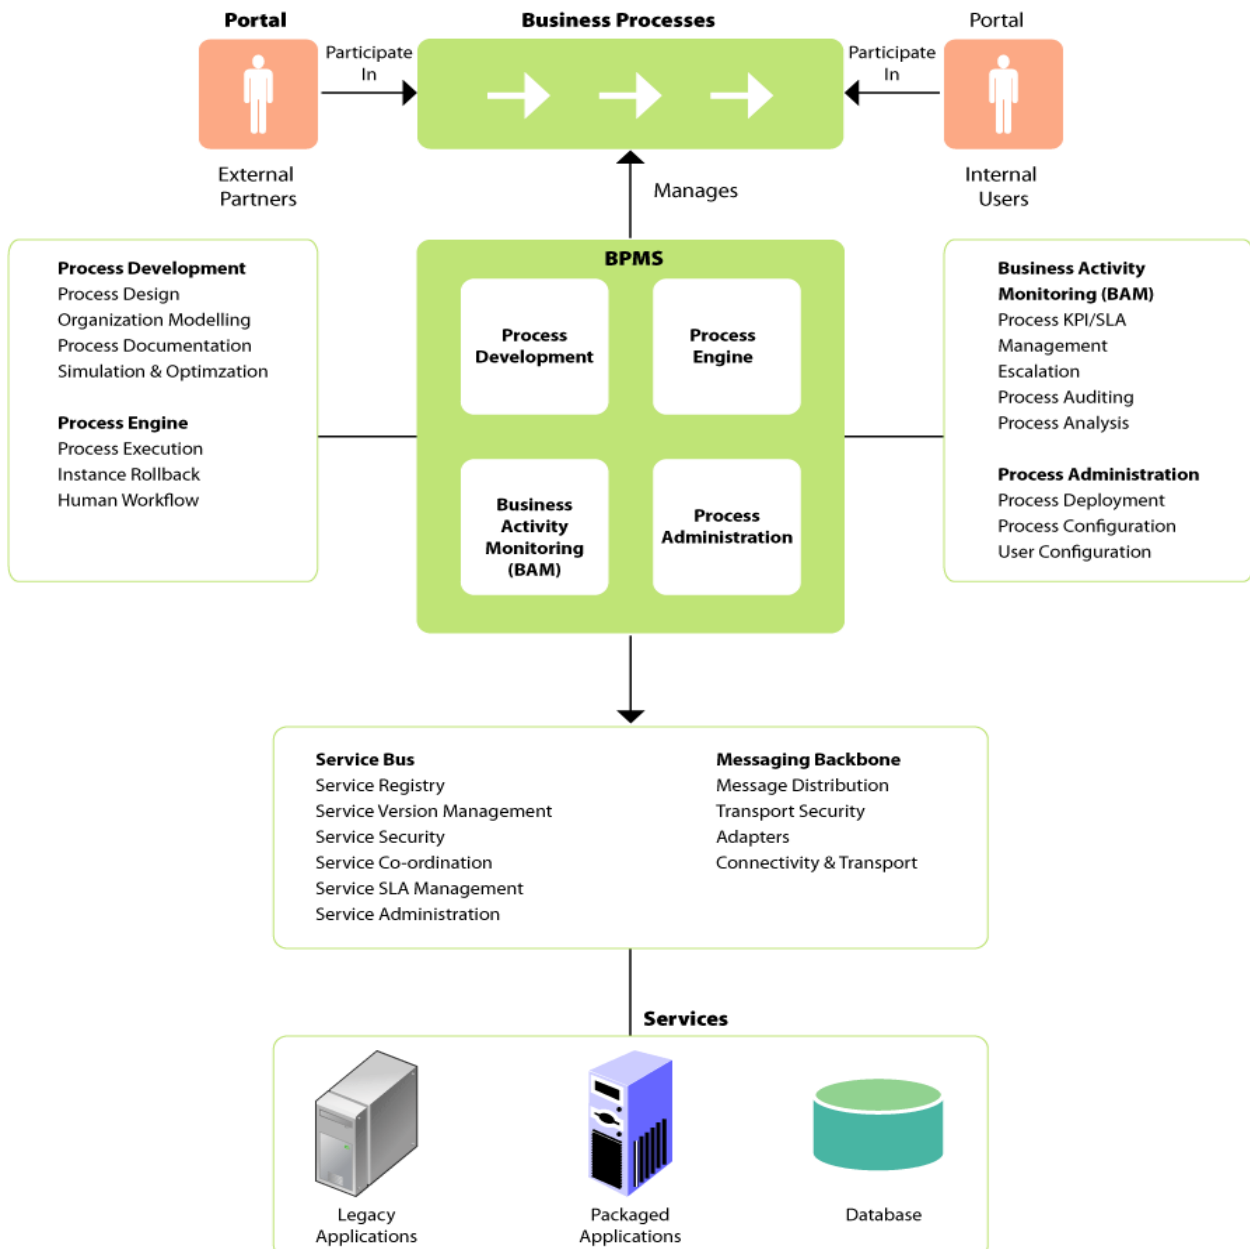 Portal
Business Processes
Portal
Participate
In
Participate
In
External
Partners
Manages
Internal
Users
Process Development
Process Design
Organization Modelling
Process Documentation
Simulation & Optimzation
Process Engine
Process Execution
Instance Rollback
Human Workflow
BPMS
Process
Development
Process
Engine
Business
Activity
Monitoring
(BAM)
Process
Administration
Business Activity
Monitoring (BAM)
Process KPI/SLA
Management
Escalation
Process Auditing
Process Analysis
Process Administration
Process Deployment
Process Configuration
User Configuration
Service Bus
Service Registry
Service Version Management
Service Security
Service Co-ordination
Service SLA Management
Service Administration
Messaging Backbone
Message Distribution
Transport Security
Adapters
Connectivity & Transport
Services
Legacy
Applications
Packaged
Applications
Database